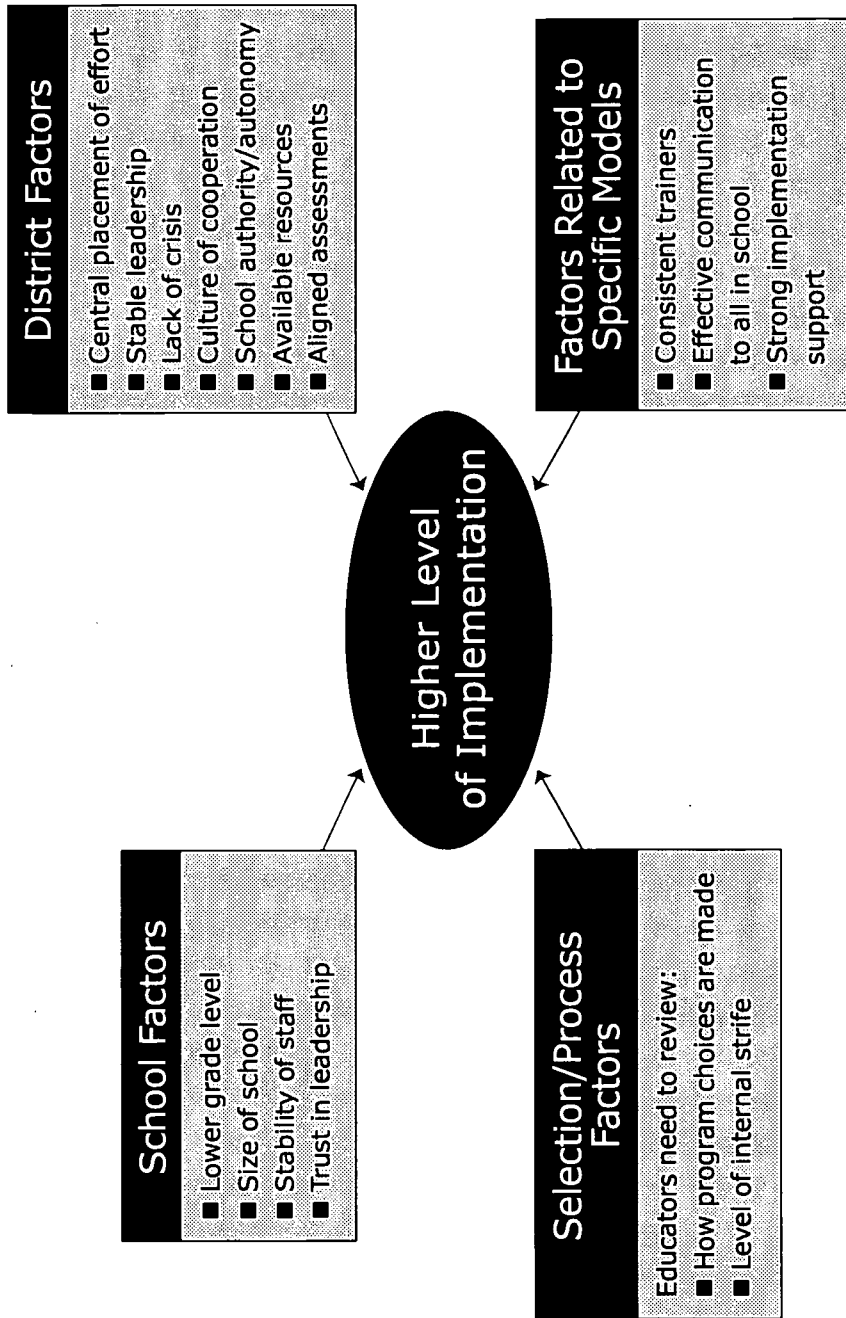 School Factors
■ Lower grade level
■ Size of school
■ Stability of staff
■ Trust in leadership
District Factors
■ Central placement of effort
■ Stable leadership
■ Lack of crisis
■ Culture of cooperation
■ School authority/autonomy
■ Available resources
■ Aligned assessments
Higher Level
of Implementation
Selection/Process
Factors
Educators need to review:
■ How program choices are made
■ Level of internal strife
Factors Related to
Specific Models
■ Consistent trainers
■ Effective communication
to all in school
■ Strong implementation
support